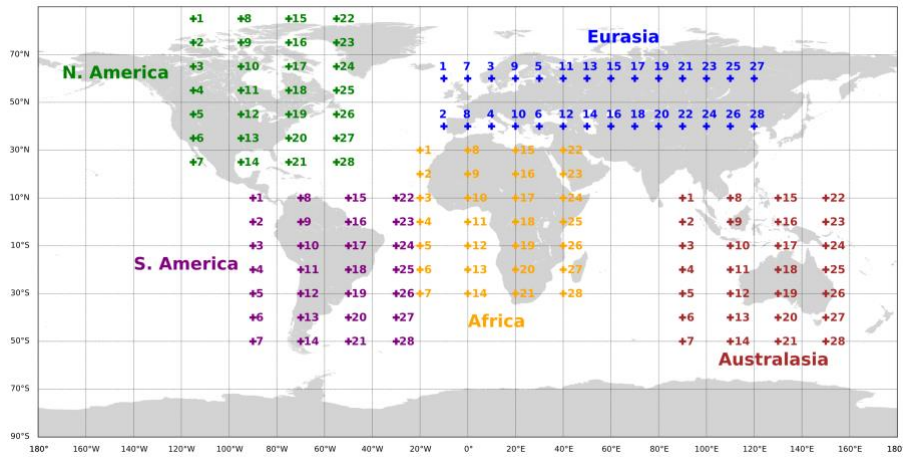 1 8 15 22
Eurasia
70°N
2 9 16 23
N. America
3 10 17 24
1 7 3 9 5 11 13 15 17 19 21 23 25 27
50°N
4 11 18 25
5 12 19 26
2 8 4 10 6 12 14 16 18 20 22 24 26 28
30°N
6 13 20 27
1 8 15 22
7 14 21 28
2 9 16 23
10°N
1 8 15 22
3 10 17 24
1 8 15 22
2 9 16 23
4 11 18 25
2 9 16 23
10°S
3 10 17 24
5 12 19 26
3 10 17 24
S. America
4 11 18 25
6 13 20 27
4 11 18 25
30°S
5 12 19 26
7 14 21 28
5 12 19 26
6 13 20 27
Africa
6 13 20 27
50°S
7 14 21 28
7 14 21 28
Australasia
70°S
90°S
180° 160°W 140°W 120°W 100°W 80°W 60°W 40°W 20°W 0° 20°E 40°E 60°E 80°E 100°E 120°E 140°E 160°E 180